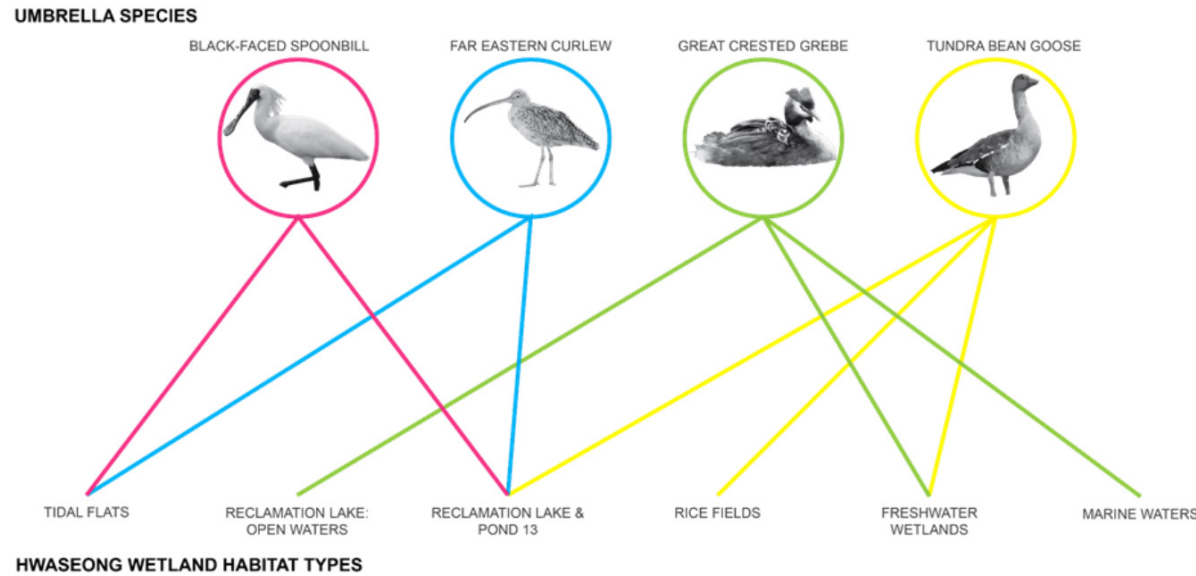 UMBRELLA SPECIES
BLACK-FACED SPOONBILL
FAR EASTERN CURLEW
GREAT CRESTED GREBE
TUNDRA BEAN GOOSE
TIDAL FLATS
RECLAMATION LAKE:
OPEN WATERS
RECLAMATION LAKE &
POND 13
RICE FIELDS
FRESHWATER
WETLANDS
MARINE WATERS
HWASEONG WETLAND HABITAT TYPES